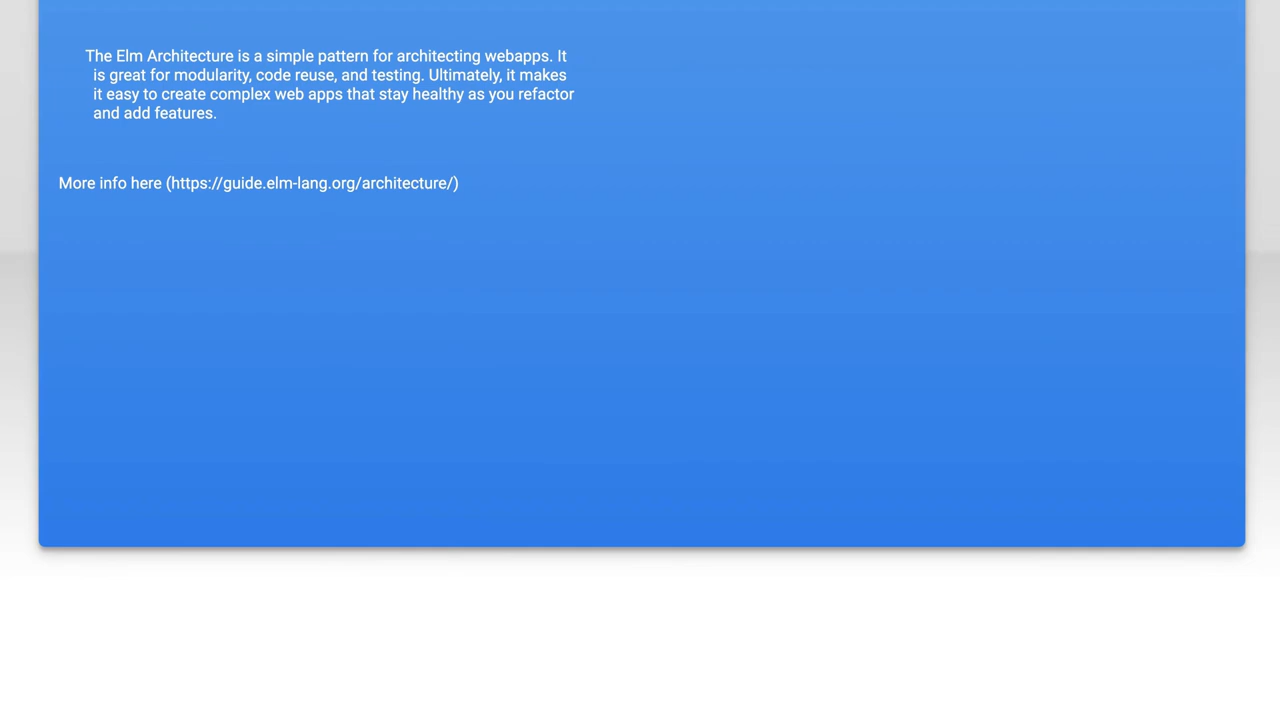 The Elm Architecture is a simple pattern for architecting webapps. It
is great for modularity, code reuse, and testing. Ultimately, it makes
it easy to create complex web apps that stay healthy as you refactor
and add features.
More info here (https://guide.elm-lang.org/architecture/)